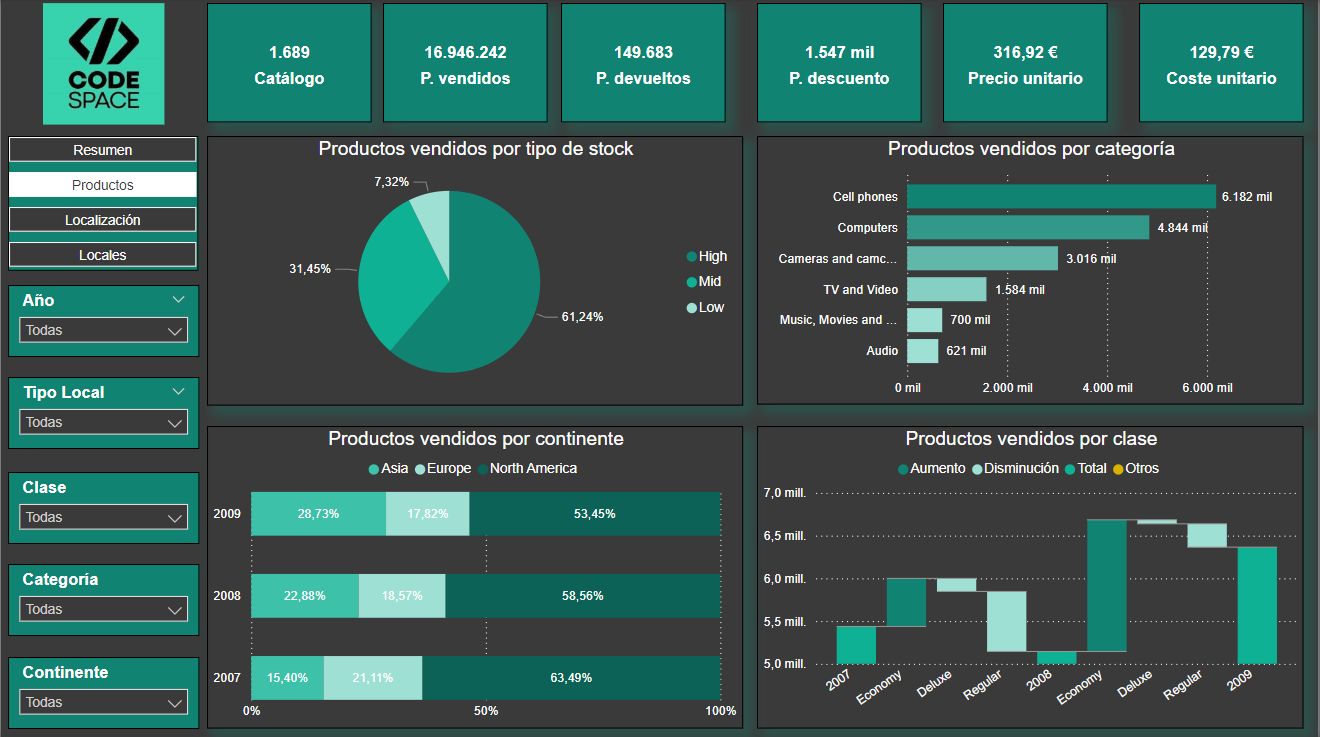 CODE
SPACE
1.689
Catálogo
16.946.242
P. vendidos
149.683
P. devueltos
1.547 mil
P. descuento
316,92 €
Precio unitario
129,79 €
Coste unitario
Resumen
Productos
Localización
Locales
Año
Todas
Tipo Local
Todas
Clase
Todas
Categoría
Todas
Continente
Todas
Productos vendidos por tipo de stock
7,32%
31,45%
61,24%
High
Mid
Low
Productos vendidos por categoría
Cell phones 6.182 mil
Computers 4.844 mil
Cameras and camc... 3.016 mil
TV and Video 1.584 mil
Music, Movies and ... 700 mil
Audio 621 mil
0 mil 2.000 mil 4.000 mil 6.000 mil
Productos vendidos por continente
Asia Europe North America
2009 28,73% 17,82% 53,45%
2008 22,88% 18,57% 58,56%
2007 15,40% 21,11% 63,49%
0% 50% 100%
Productos vendidos por clase
Aumento Disminución Total Otros
7,0 mill.
6,5 mill.
6,0 mill.
5,5 mill.
5,0 mill.
2007 Economy Deluxe Regular 2008 Economy Deluxe Regular 2009